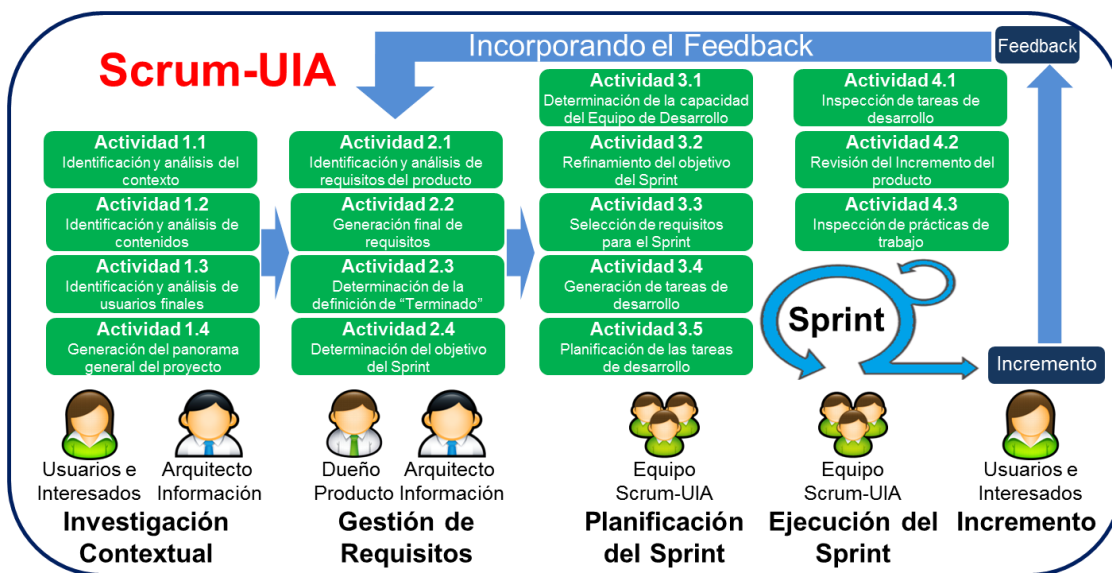 Incorporando el Feedback
Feedback
Scrum-UIA
Actividad 1.1
Identificación y análisis del
contexto
Actividad 1.2
Identificación y análisis de
contenidos
Actividad 1.3
Identificación y análisis de
usuarios finales
Actividad 1.4
Generación del panorama
general del proyecto
Usuarios e
Interesados
Arquitecto
Información
Investigación
Contextual
Actividad 2.1
Identificación y análisis de
requisitos del producto
Actividad 2.2
Generación final de
requisitos
Actividad 2.3
Determinación de la
definición de “Terminado”
Actividad 2.4
Determinación del objetivo
del Sprint
Dueño
Producto
Arquitecto
Información
Gestión de
Requisitos
Actividad 3.1
Determinación de la capacidad
del Equipo de Desarrollo
Actividad 3.2
Refinamiento del objetivo
del Sprint
Actividad 3.3
Selección de requisitos
para el Sprint
Actividad 3.4
Generación de tareas de
desarrollo
Actividad 3.5
Planificación de las tareas
de desarrollo
Equipo
Scrum-UIA
Planificación
del Sprint
Actividad 4.1
Inspección de tareas de
desarrollo
Actividad 4.2
Revisión del Incremento del
producto
Actividad 4.3
Inspección de prácticas de
trabajo
Sprint
Equipo
Scrum-UIA
Ejecución del
Sprint
Incremento
Usuarios e
Interesados
Incremento